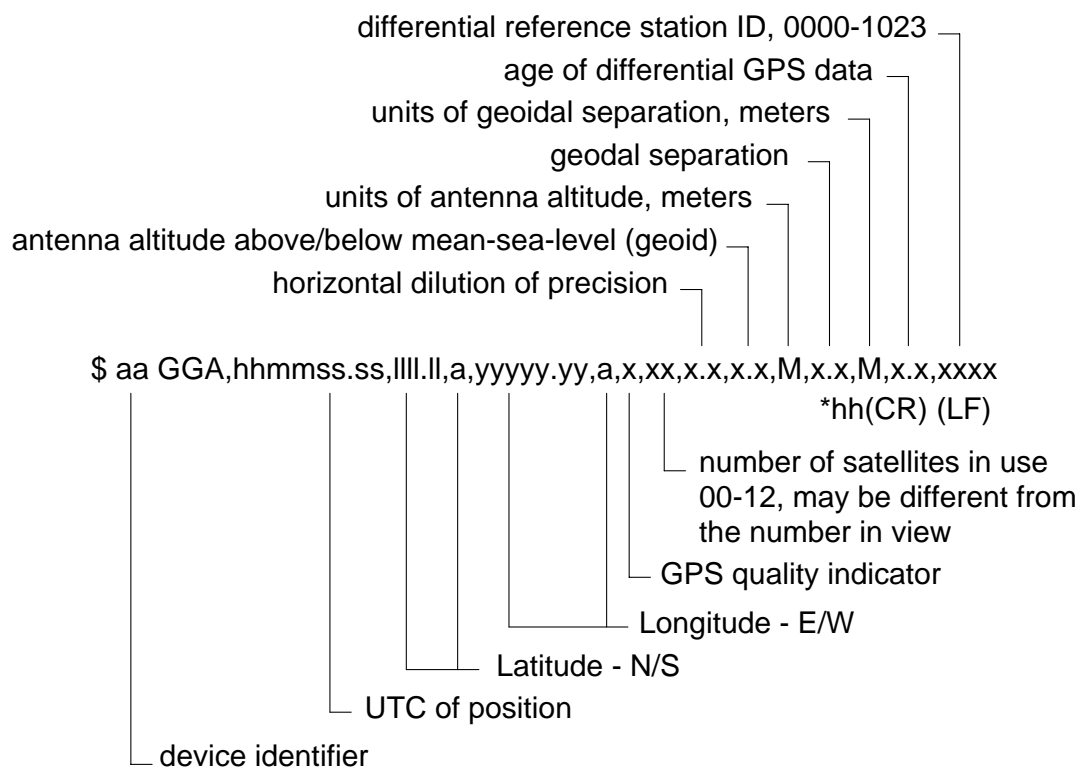 differential reference station ID, 0000-1023
age of differential GPS data
units of geoidal separation, meters
geodal separation
units of antenna altitude, meters
antenna altitude above/below mean-sea-level (geoid)
horizontal dilution of precision
$ aa GGA,hhmmss.ss,llll.ll,a,yyyyy.yy,a,x,xx,x.x,x.x,M,x.x,M,x.x,xxxx
*hh(CR) (LF)
number of satellites in use
00-12, may be different from
the number in view
GPS quality indicator
Longitude - E/W
Latitude - N/S
UTC of position
device identifier